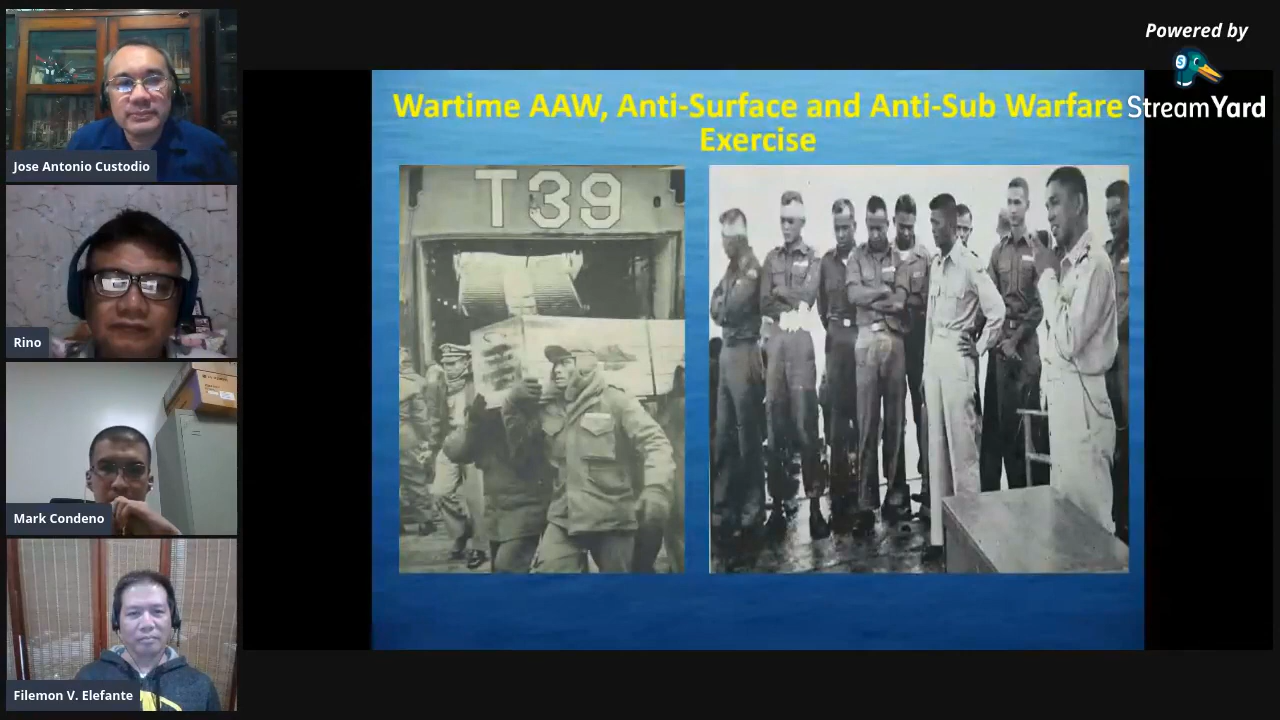 Powered by
StreamYard
Jose Antonio Custodio
Rino
Mark Condeno
Filemon V. Elefante
Wartime AAW, Anti-Surface and Anti-Sub Warfare
Exercise
T39